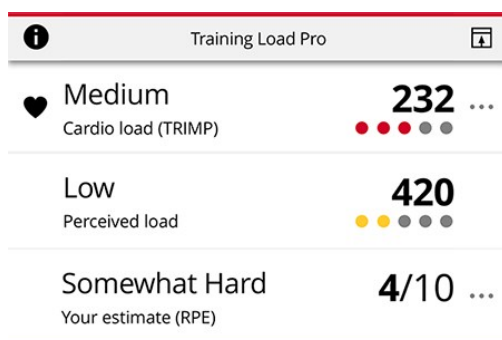 Training Load Pro
Medium 232
Cardio load (TRIMP)
Low 420
Perceived load
Somewhat Hard 4/10
Your estimate (RPE)